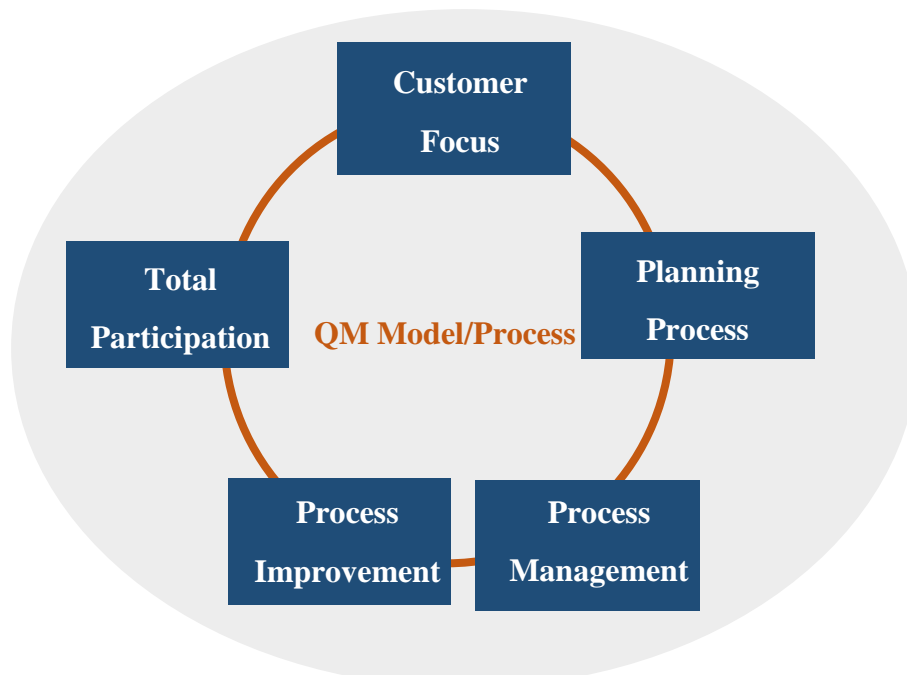 Customer
Focus
Total
Participation
QM Model/Process
Planning
Process
Process
Improvement
Process
Management